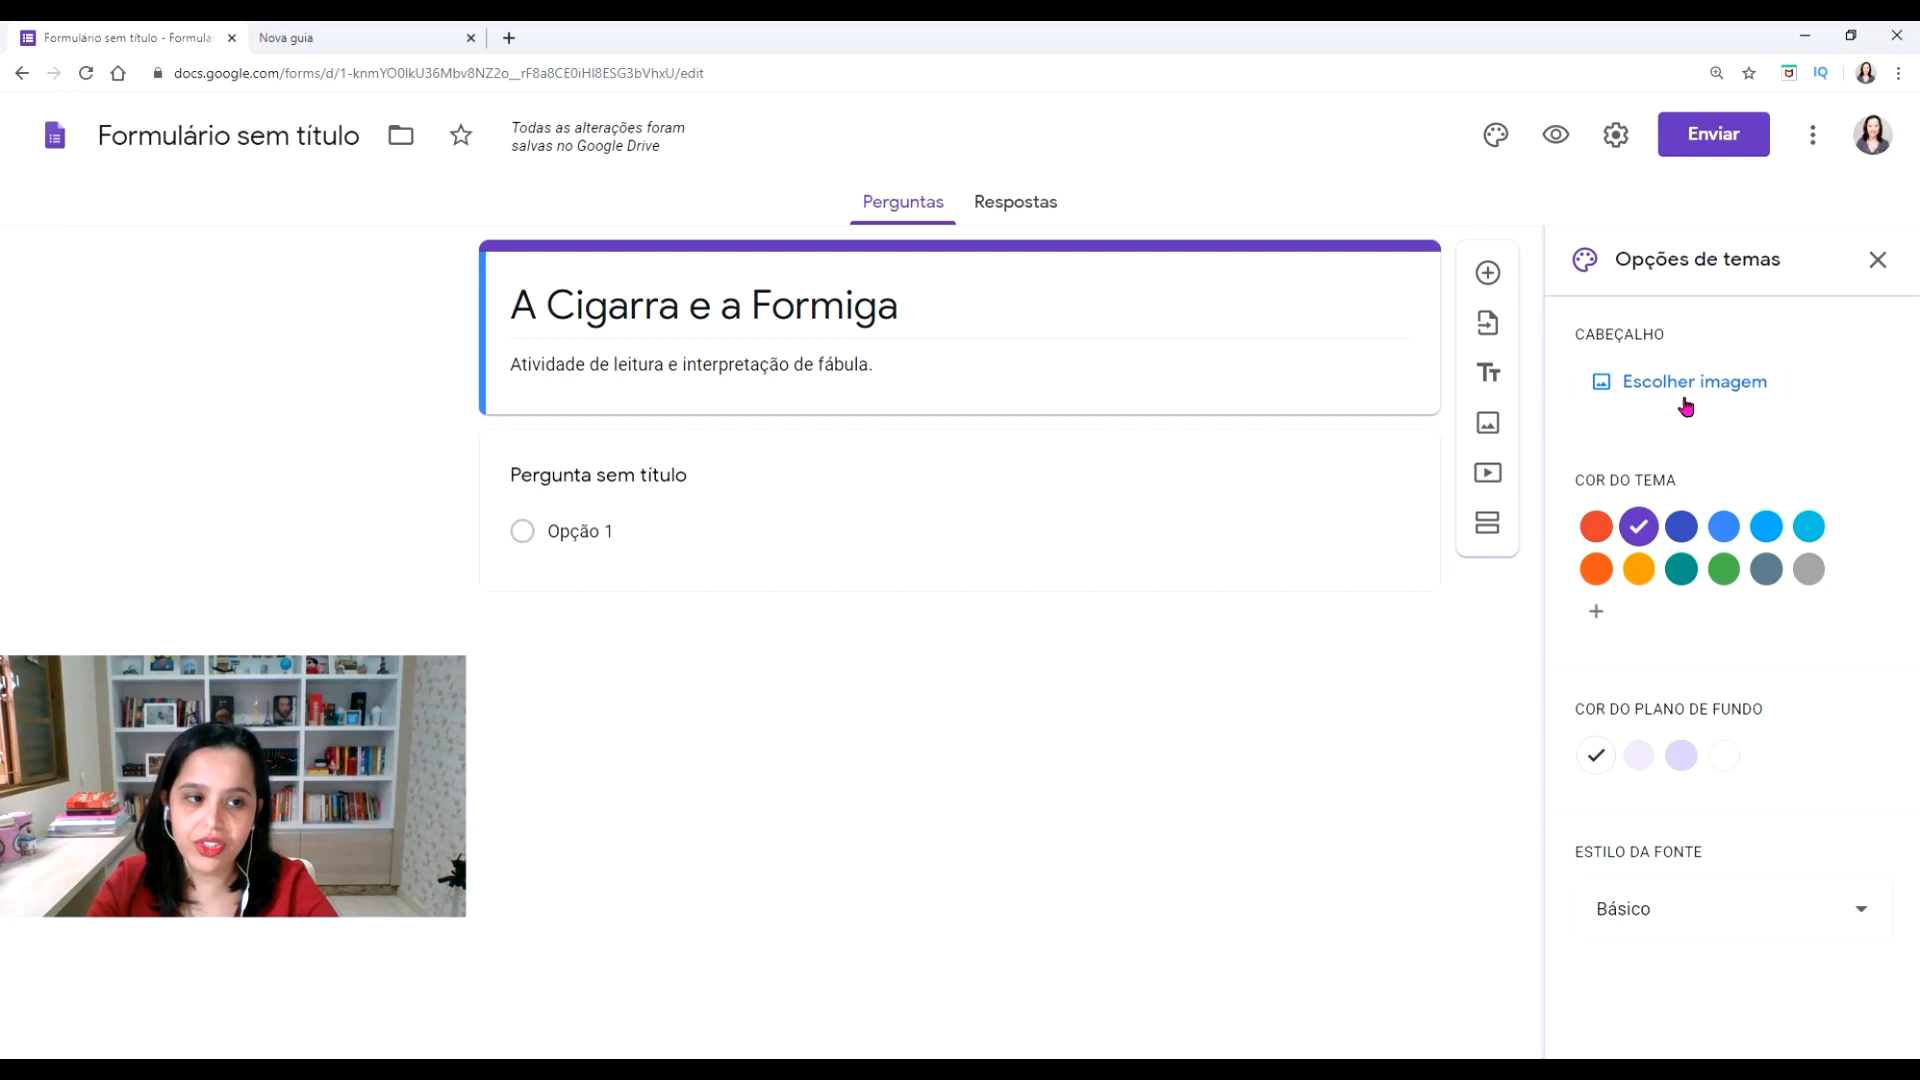 Formulário sem título - Formulá
Nova guia
docs.google.com/forms/d/1-knmYO0lkU36Mbv8NZ2o__rF8a8CE0iHI8ESG3bVhxU/edit
IQ
Formulário sem título
Todas as alterações foram
salvas no Google Drive
Enviar
Perguntas
Respostas
A Cigarra e a Formiga
Atividade de leitura e interpretação de fábula.
Pergunta sem título
Opção 1
Tт
Opções de temas
CABEÇALHO
Escolher imagem
COR DO TEMA
COR DO PLANO DE FUNDO
ESTILO DA FONTE
Básico